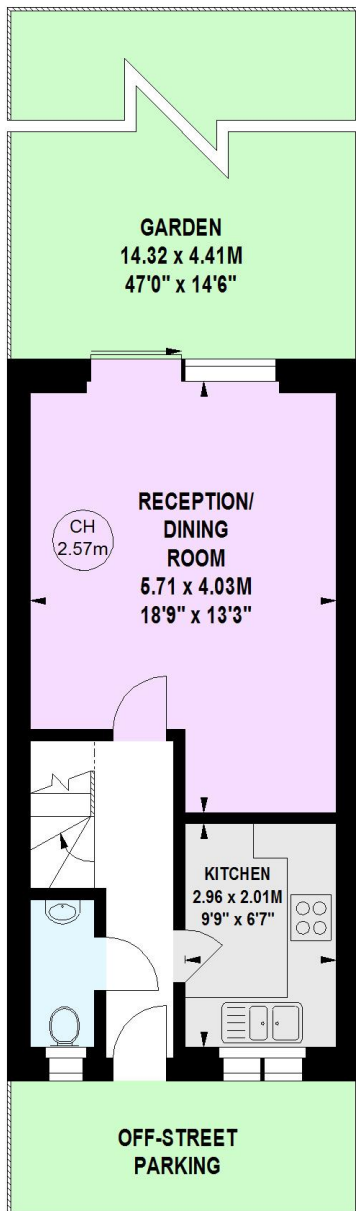 GARDEN
14.32 x 4.41M
47'0" x 14'6"
CH
2.57m
RECEPTION/
DINING
ROOM
5.71 x 4.03M
18'9" x 13'3"
KITCHEN
2.96 x 2.01M
9'9" x 6'7"
OFF-STREET
PARKING